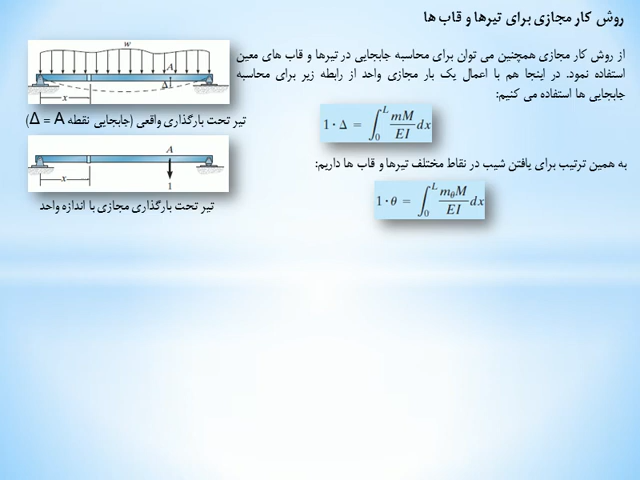 روش کار مجازی برای تیرها و قاب ها
از روش کار مجازی همچنین می توان برای محاسبه جابجایی در تیرها و قاب های معین
استفاده نمود. در اینجا هم با اعمال یک بار مجازی واحد از رابطه زیر برای محاسبه
جابجایی ها استفاده می کنیم:
1·Δ = ∫₀ᴸ mM/EI dx
به همین ترتیب برای یافتن شیب در نقاط مختلف تیرها و قاب ها داریم:
1·θ = ∫₀ᴸ m_θM/EI dx
w
A
Δ
x
تیر تحت بارگذاری واقعی (جابجایی نقطه Δ = A)
A
x
1
تیر تحت بارگذاری مجازی با اندازه واحد